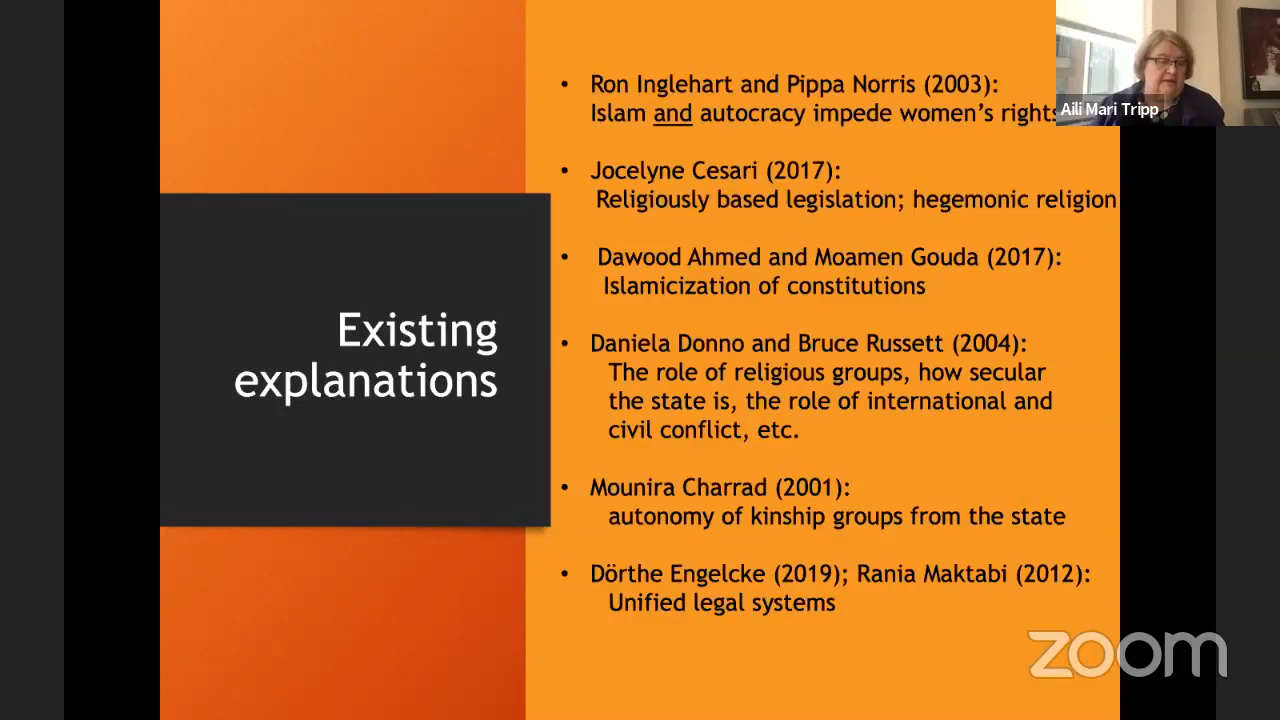 Existing
explanations
• Ron Inglehart and Pippa Norris (2003):
Islam and autocracy impede women's rights
• Jocelyne Cesari (2017):
Religiously based legislation; hegemonic religion
• Dawood Ahmed and Moamen Gouda (2017):
Islamicization of constitutions
• Daniela Donno and Bruce Russett (2004):
The role of religious groups, how secular
the state is, the role of international and
civil conflict, etc.
• Mounira Charrad (2001):
autonomy of kinship groups from the state
• Dörthe Engelcke (2019); Rania Maktabi (2012):
Unified legal systems
Aili Mari Tripp
zoom